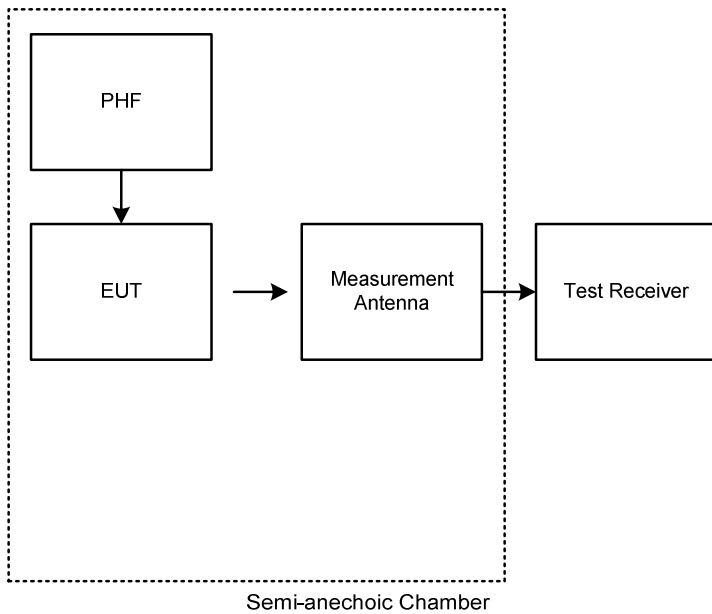 PHF
EUT
Measurement
Antenna
Test Receiver
Semi-anechoic Chamber